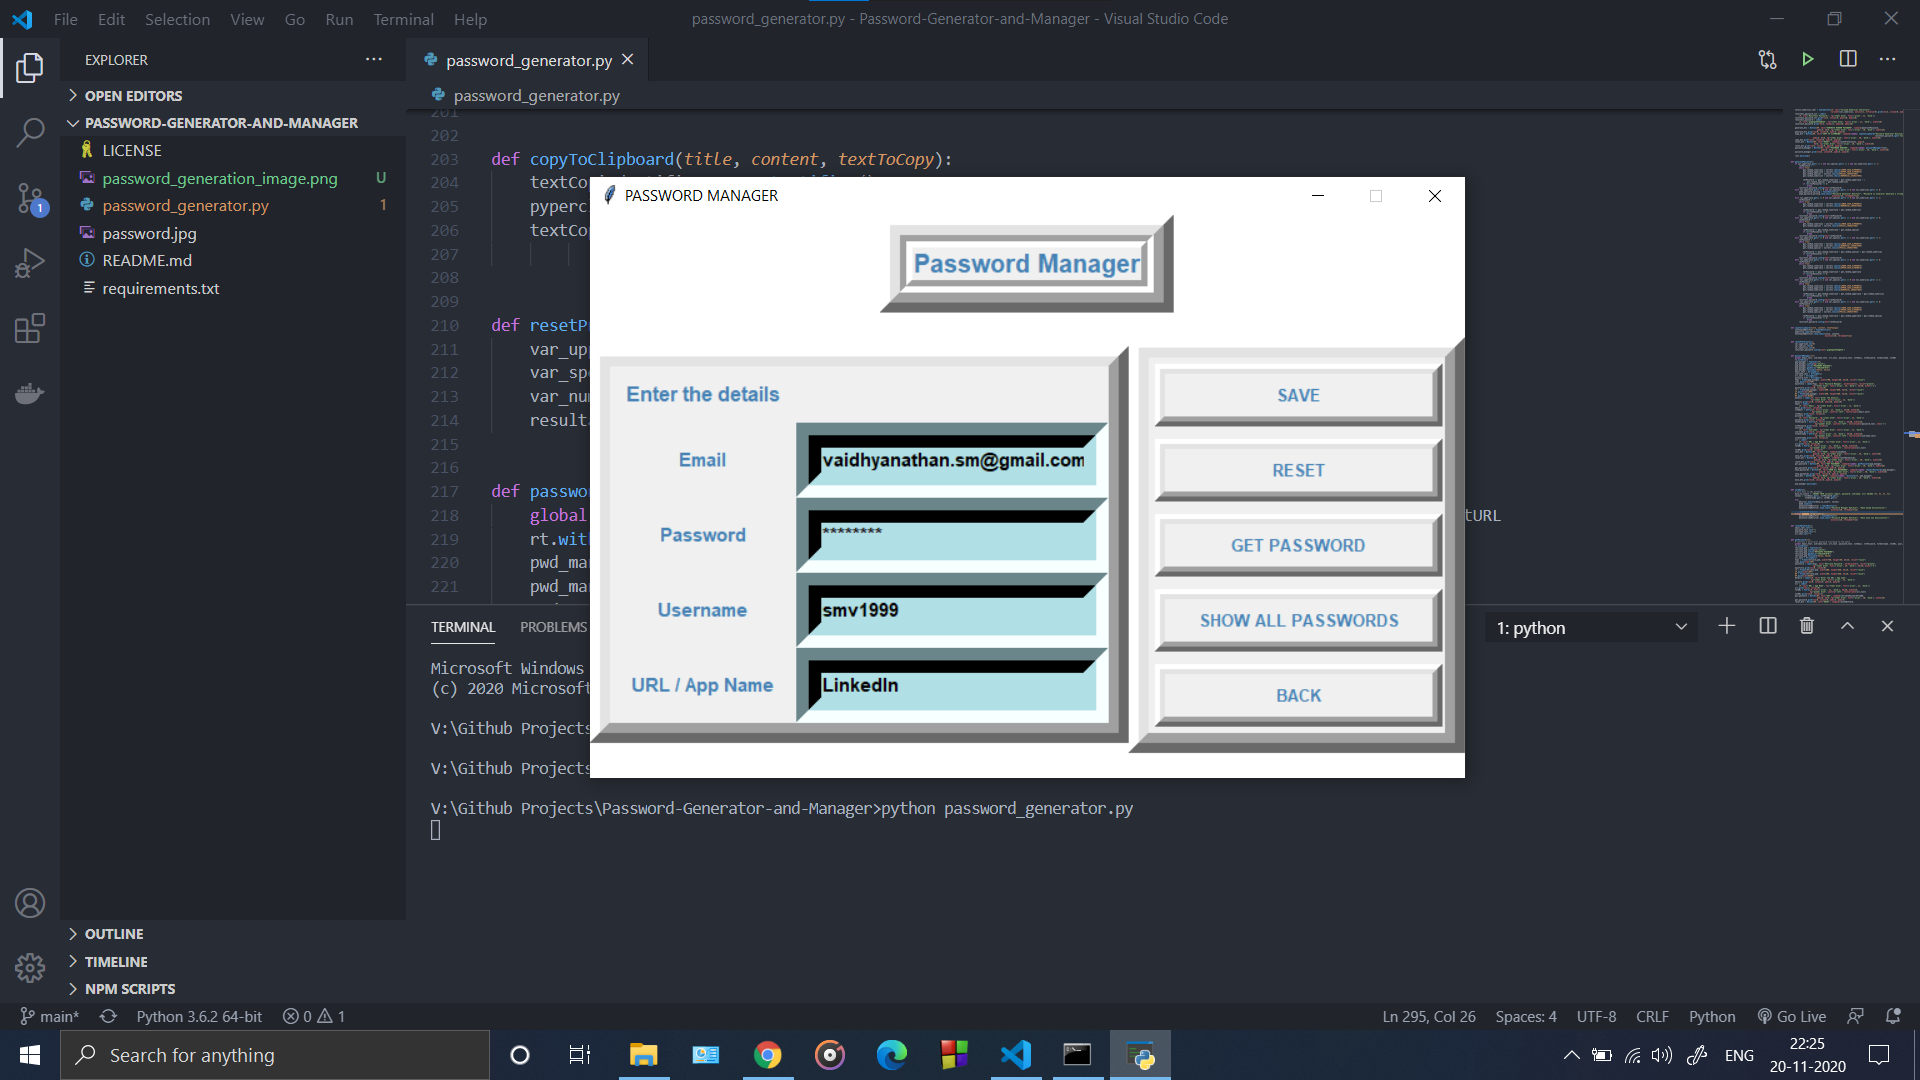 File Edit Selection View Go Run Terminal Help
password_generator.py - Password-Generator-and-Manager - Visual Studio Code
EXPLORER
OPEN EDITORS
PASSWORD-GENERATOR-AND-MANAGER
LICENSE
password_generation_image.png U
password_generator.py 1
password.jpg
README.md
requirements.txt
OUTLINE
TIMELINE
NPM SCRIPTS
password_generator.py
password_generator.py
201
202
203 def copyToClipboard(title, content, textToCopy):
204 textCo
205 pyperc
206 textCo
207
208
209
210 def resetP
211 var_up
212 var_sp
213 var_nu
214 result
215
216
217 def passwo
218 global tURL
219 rt.wit
220 pwd_ma
221 pwd_ma
PASSWORD MANAGER
Password Manager
Enter the details
Email vaidhyanathan.sm@gmail.com
Password ********
Username smv1999
URL / App Name LinkedIn
SAVE
RESET
GET PASSWORD
SHOW ALL PASSWORDS
BACK
TERMINAL PROBLEMS 1: python
Microsoft Windows
(c) 2020 Microsoft
V:\Github Projects
V:\Github Projects
V:\Github Projects\Password-Generator-and-Manager>python password_generator.py
1
main* Python 3.6.2 64-bit 0 1 Ln 295, Col 26 Spaces: 4 UTF-8 CRLF Python Go Live
Search for anything
ENG
22:25
20-11-2020